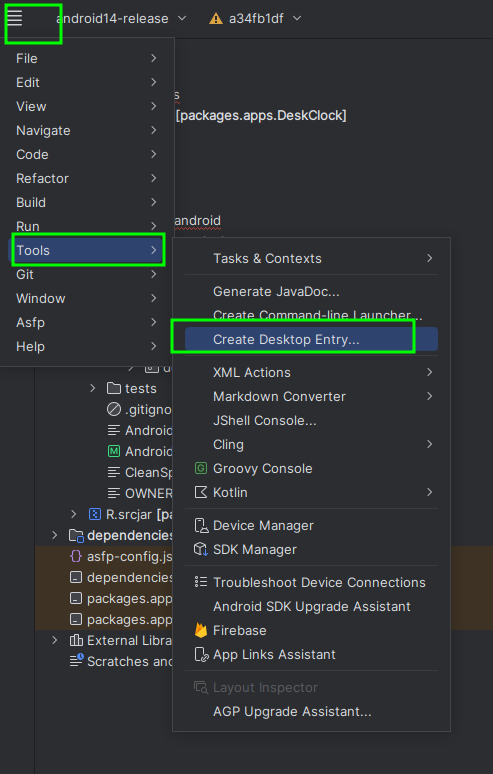 android14-release
a34fb1df
File
Edit
View
Navigate
Code
Refactor
Build
Run
Tools
Git
Window
Asfp
Help
s
[packages.apps.DeskClock]
android
Tasks & Contexts
Generate JavaDoc...
Create Command-line Launcher...
Create Desktop Entry...
XML Actions
Markdown Converter
JShell Console...
Cling
Groovy Console
Kotlin
Device Manager
SDK Manager
Troubleshoot Device Connections
Android SDK Upgrade Assistant
Firebase
App Links Assistant
Layout Inspector
AGP Upgrade Assistant...
de
tests
.gitigno
Android
Android
CleanSp
OWNER
R.srcjar [pa
dependencies
asfp-config.js
dependencies
packages.app
packages.app
External Libra
Scratches and